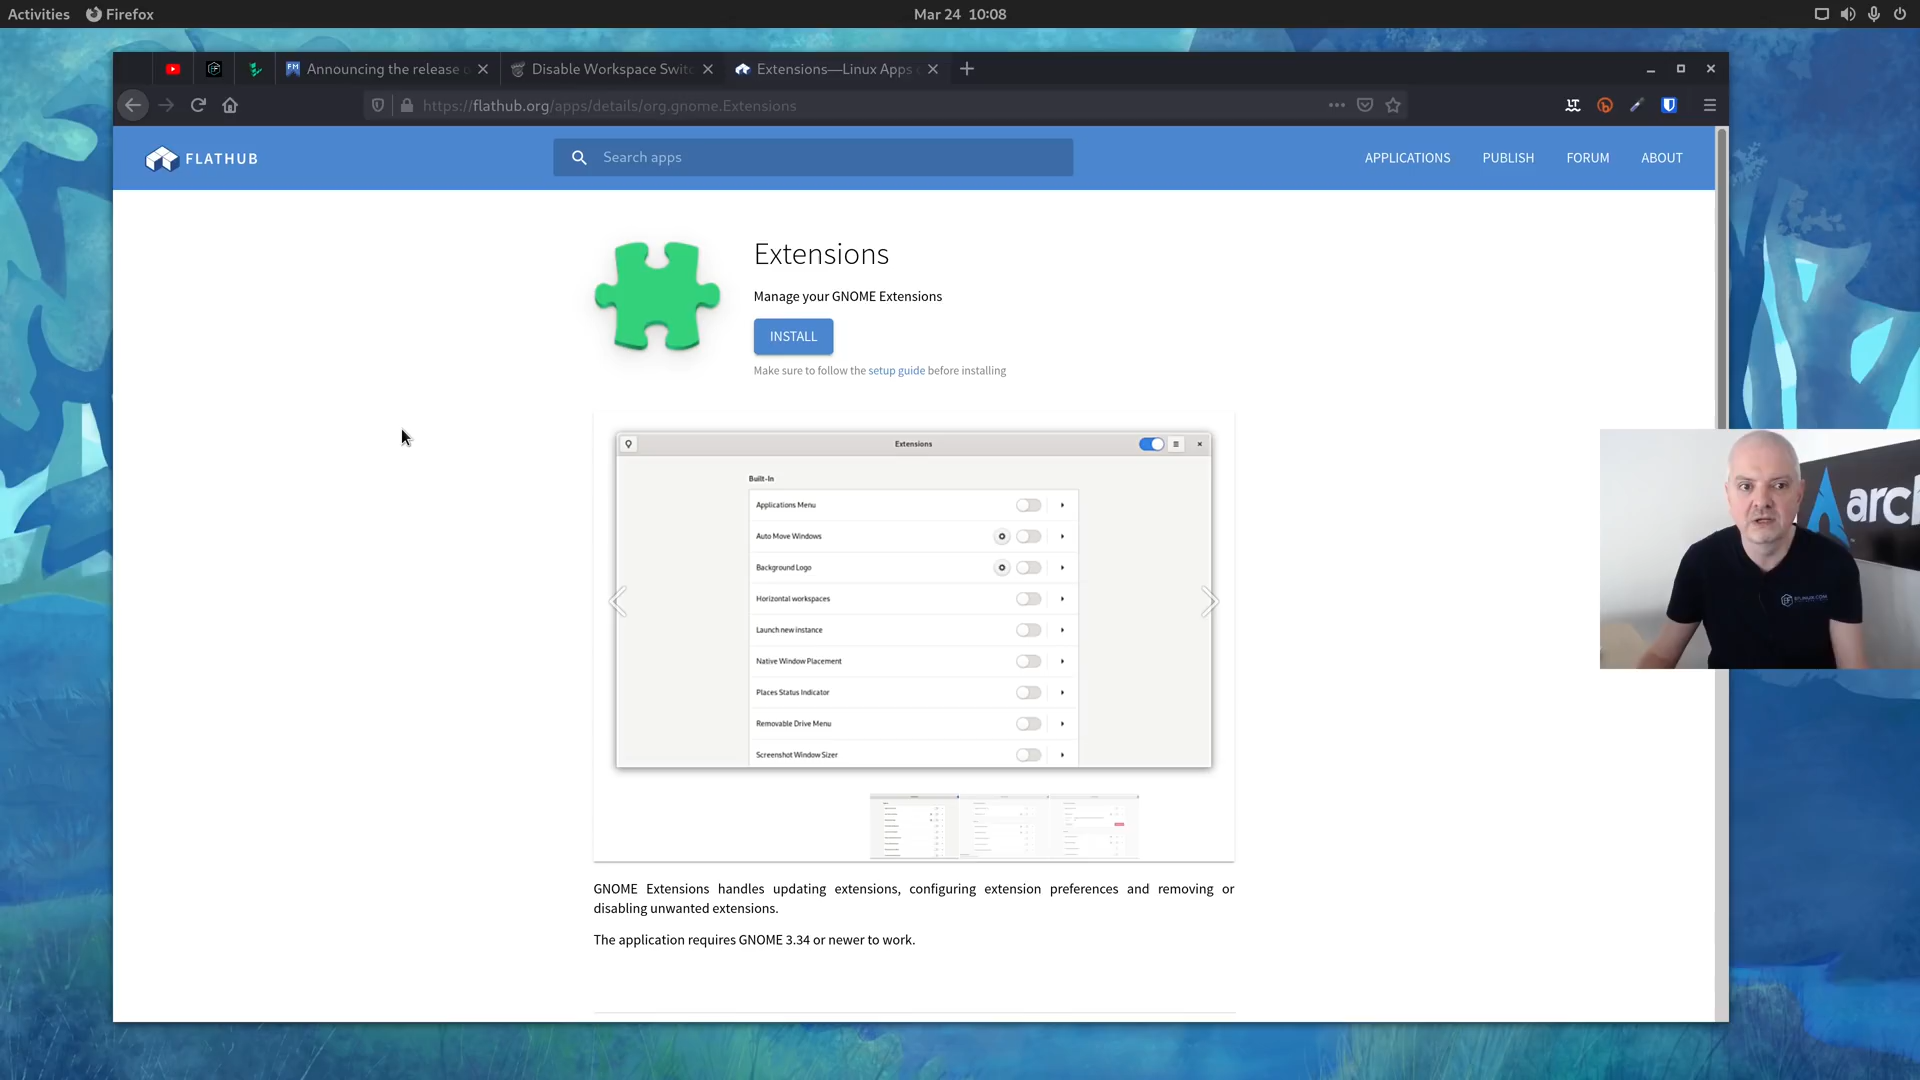 Activities
Firefox
Mar 24 10:08
Announcing the release o
Disable Workspace Swit
Extensions—Linux Apps
https://flathub.org/apps/details/org.gnome.Extensions
FLATHUB
Search apps
APPLICATIONS
PUBLISH
FORUM
ABOUT
Extensions
Manage your GNOME Extensions
INSTALL
Make sure to follow the setup guide before installing
Extensions
Built-In
Applications Menu
Auto Move Windows
Background Logo
Horizontal workspaces
Launch new instance
Native Window Placement
Places Status Indicator
Removable Drive Menu
Screenshot Window Sizer
arch
GNOME Extensions handles updating extensions, configuring extension preferences and removing or
disabling unwanted extensions.
The application requires GNOME 3.34 or newer to work.